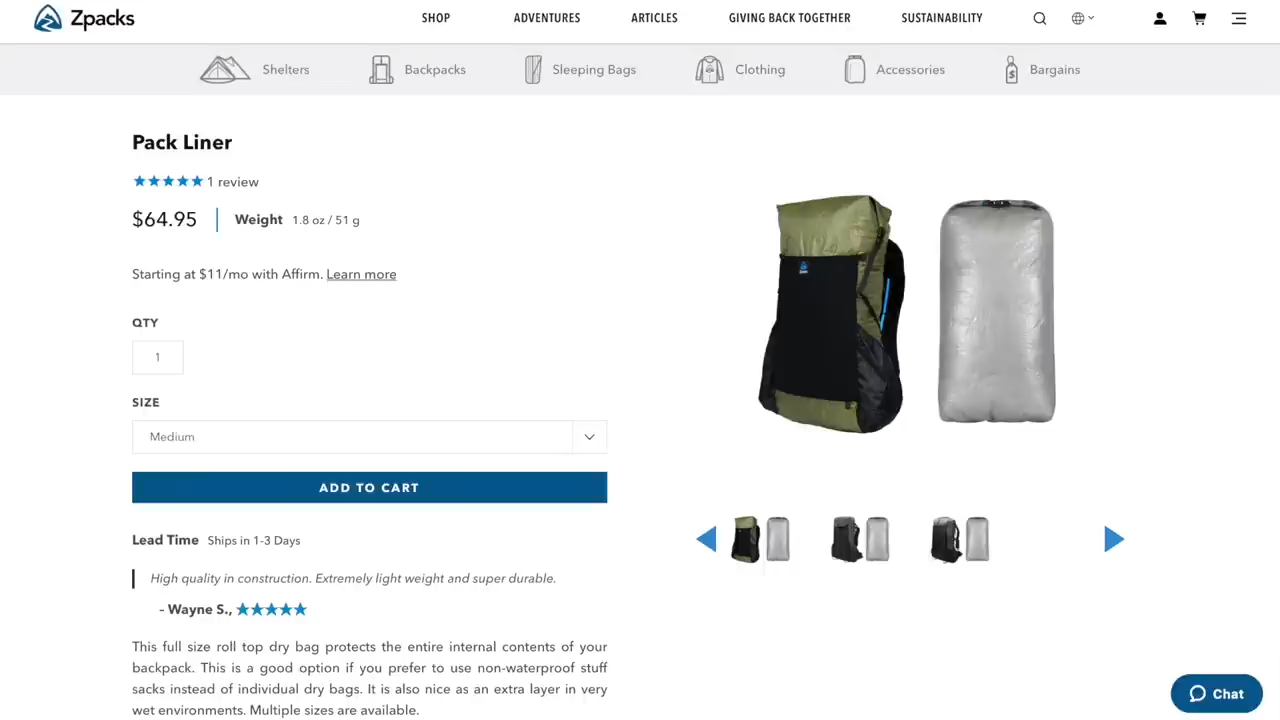 Zpacks
SHOP
ADVENTURES
ARTICLES
GIVING BACK TOGETHER
SUSTAINABILITY
Shelters
Backpacks
Sleeping Bags
Clothing
Accessories
$
Bargains
Pack Liner
1 review
$64.95
Weight 1.8 oz / 51 g
Starting at $11/mo with Affirm. Learn more
QTY
1
SIZE
Medium
ADD TO CART
Lead Time Ships in 1-3 Days
High quality in construction. Extremely light weight and super durable.
– Wayne S.,
This full size roll top dry bag protects the entire internal contents of your
backpack. This is a good option if you prefer to use non-waterproof stuff
sacks instead of individual dry bags. It is also nice as an extra layer in very
wet environments. Multiple sizes are available.
Chat